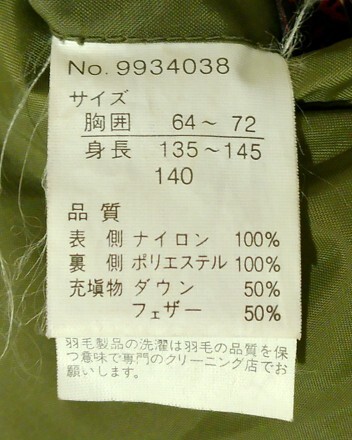 No. 9934038
サイズ
胸囲 64～ 72
身長 135～145
140
品質
表 側 ナイロン 100%
裏 側 ポリエステル 100%
充填物 ダウン 50%
フェザー 50%
羽毛製品の洗濯は羽毛の品質を保
つ意味で専門のクリーニング店でお
願いします。